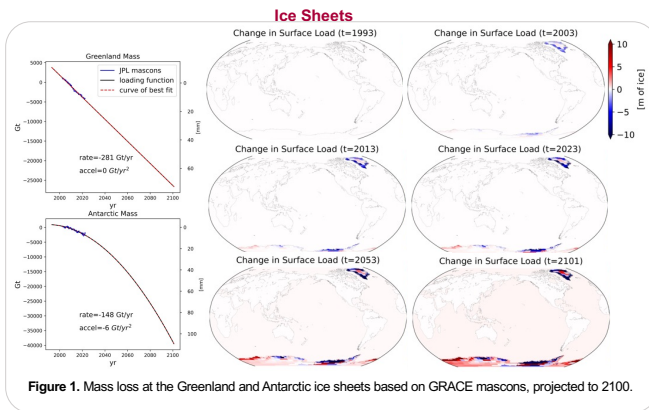 Ice Sheets
Greenland Mass
JPL mascons
loading function
curve of best fit
Gt
5000
0
−5000
−10000
−15000
−20000
−25000
0
20
40
60
[mm]
rate=-281 Gt/yr
accel=0 Gt/yr²
2000 2020 2040 2060 2080 2100
yr
Antarctic Mass
Gt
0
−5000
−10000
−15000
−20000
−25000
−30000
−35000
−40000
0
20
40
60
80
100
[mm]
rate=-148 Gt/yr
accel=-6 Gt/yr²
2000 2020 2040 2060 2080 2100
yr
Change in Surface Load (t=1993)
Change in Surface Load (t=2003)
10
5
0
−5
−10
[m of ice]
Change in Surface Load (t=2013)
Change in Surface Load (t=2023)
Change in Surface Load (t=2053)
Change in Surface Load (t=2101)
Figure 1. Mass loss at the Greenland and Antarctic ice sheets based on GRACE mascons, projected to 2100.